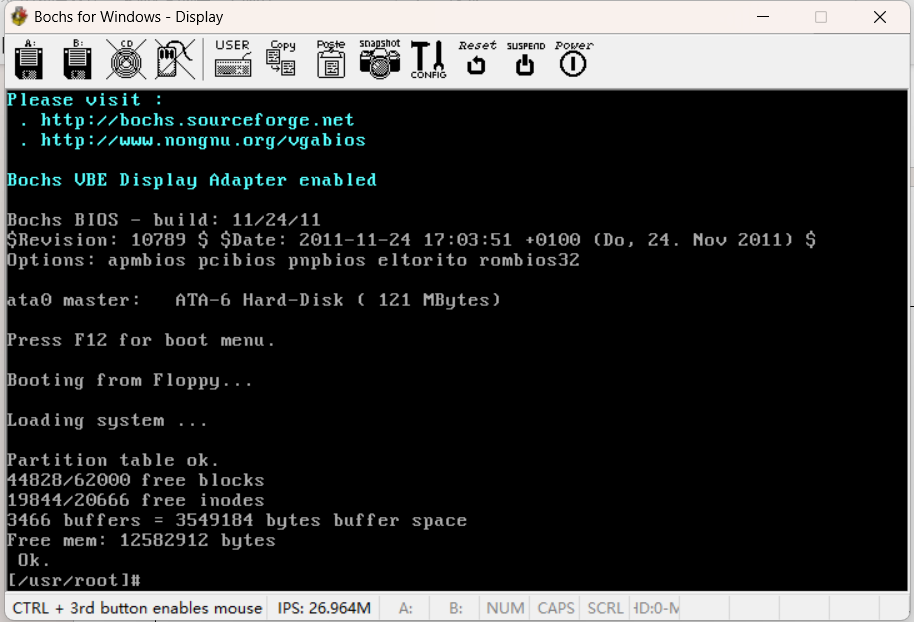 Bochs for Windows - Display
A:
B:
CD
USER
Copy
Paste
snapshot
CONFIG
Reset
SUSPEND
Power
Please visit :
. http://bochs.sourceforge.net
. http://www.nongnu.org/vgabios
Bochs VBE Display Adapter enabled
Bochs BIOS - build: 11/24/11
$Revision: 10789 $ $Date: 2011-11-24 17:03:51 +0100 (Do, 24. Nov 2011) $
Options: apmbios pcibios pnpbios eltorito rombios32
ata0 master:   ATA-6 Hard-Disk ( 121 MBytes)
Press F12 for boot menu.
Booting from Floppy...
Loading system ...
Partition table ok.
44828/62000 free blocks
19844/20666 free inodes
3466 buffers = 3549184 bytes buffer space
Free mem: 12582912 bytes
Ok.
[/usr/root]#
CTRL + 3rd button enables mouse IPS: 26.964M A: B: NUM CAPS SCRL HD:0-M